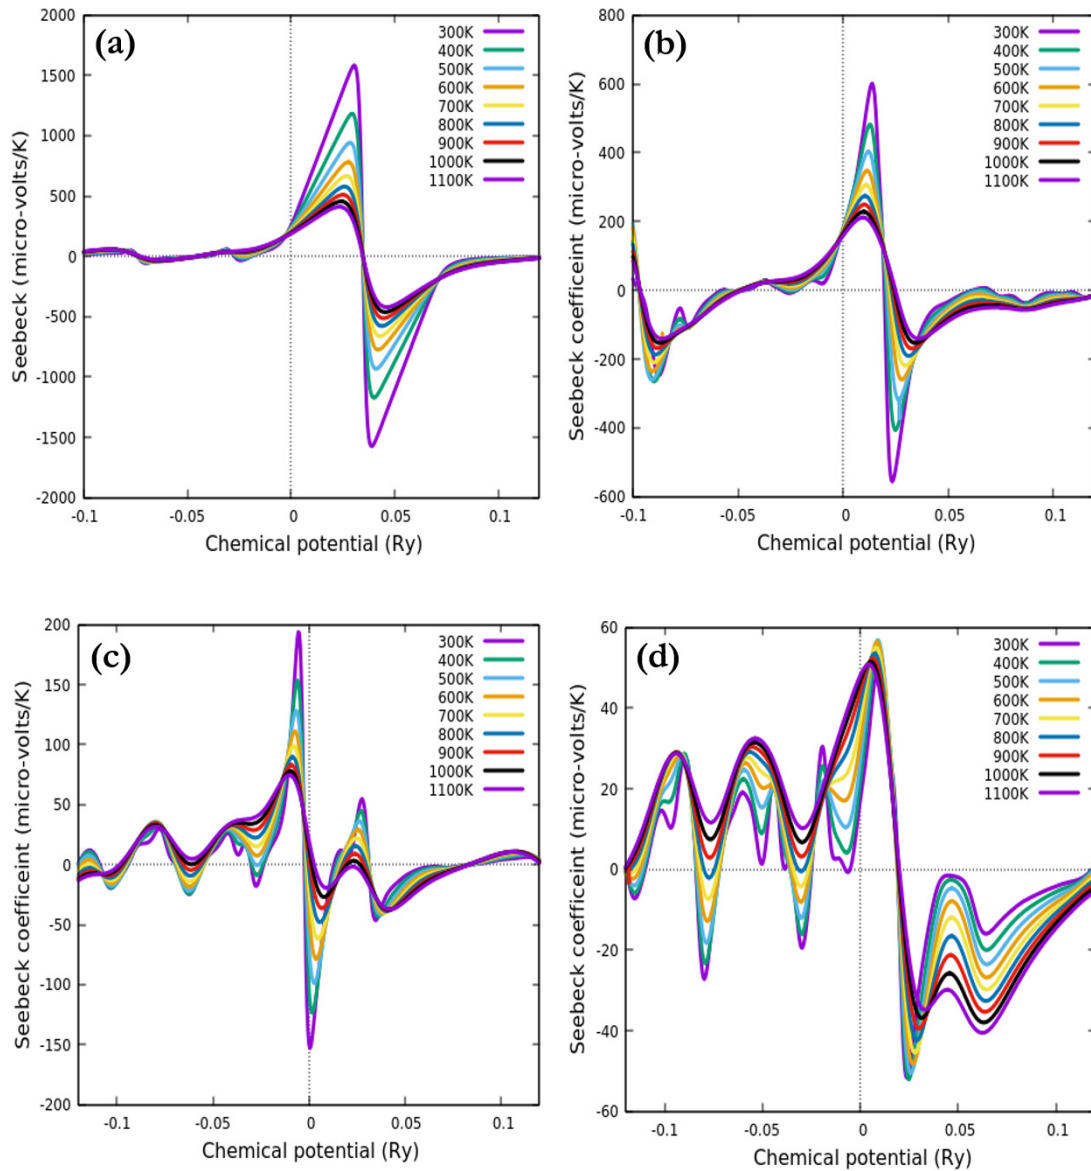 (a)
300K
400K
500K
600K
700K
800K
900K
1000K
1100K
2000
1500
1000
500
0
-500
-1000
-1500
-2000
-0.1 -0.05 0 0.05 0.1
Seebeck (micro-volts/K)
Chemical potential (Ry)
(b)
300K
400K
500K
600K
700K
800K
900K
1000K
1100K
800
600
400
200
0
-200
-400
-600
-0.1 -0.05 0 0.05 0.1
Seebeck coefficeint (micro-volts/K)
Chemical potential (Ry)
(c)
300K
400K
500K
600K
700K
800K
900K
1000K
1100K
200
150
100
50
0
-50
-100
-150
-200
-0.1 -0.05 0 0.05 0.1
Seebeck coefficeint (micro-volts/K)
Chemical potential (Ry)
(d)
300K
400K
500K
600K
700K
800K
900K
1000K
1100K
60
40
20
0
-20
-40
-60
-0.1 -0.05 0 0.05 0.1
Seebeck coefficeint (micro-volts/K)
Chemical potential (Ry)